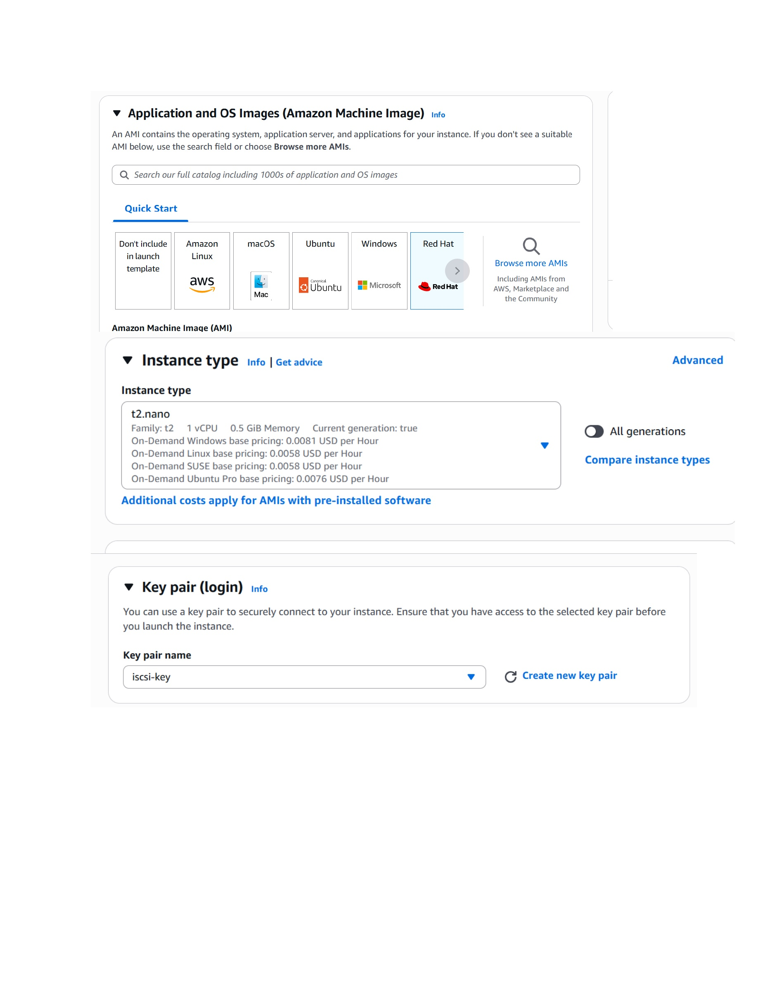 Application and OS Images (Amazon Machine Image) Info
An AMI contains the operating system, application server, and applications for your instance. If you don't see a suitable
AMI below, use the search field or choose Browse more AMIs.
Search our full catalog including 1000s of application and OS images
Quick Start
Don't include
in launch
template
Amazon
Linux
aws
macOS
Mac
Ubuntu
Canonical
Ubuntu
Windows
Microsoft
Red Hat
Red Hat
Browse more AMIs
Including AMIs from
AWS, Marketplace and
the Community
Amazon Machine Image (AMI)
Instance type Info | Get advice
Advanced
Instance type
t2.nano
Family: t2 1 vCPU 0.5 GiB Memory Current generation: true
On-Demand Windows base pricing: 0.0081 USD per Hour
On-Demand Linux base pricing: 0.0058 USD per Hour
On-Demand SUSE base pricing: 0.0058 USD per Hour
On-Demand Ubuntu Pro base pricing: 0.0076 USD per Hour
All generations
Compare instance types
Additional costs apply for AMIs with pre-installed software
Key pair (login) Info
You can use a key pair to securely connect to your instance. Ensure that you have access to the selected key pair before
you launch the instance.
Key pair name
iscsi-key
Create new key pair